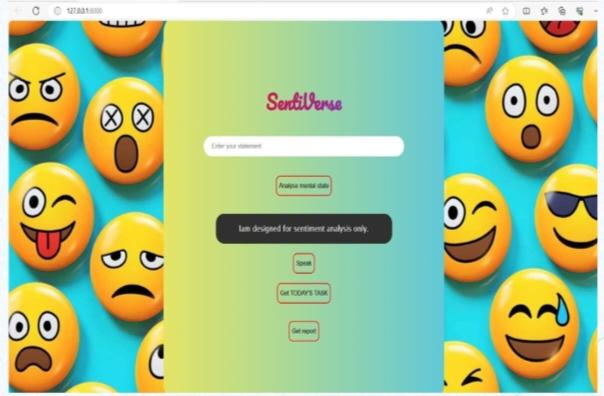 127.0.0.1:8000
SentiVerse
Enter your statement
Analyse mental state
Iam designed for sentiment analysis only.
Speak
Get TODAY'S TASK
Get report